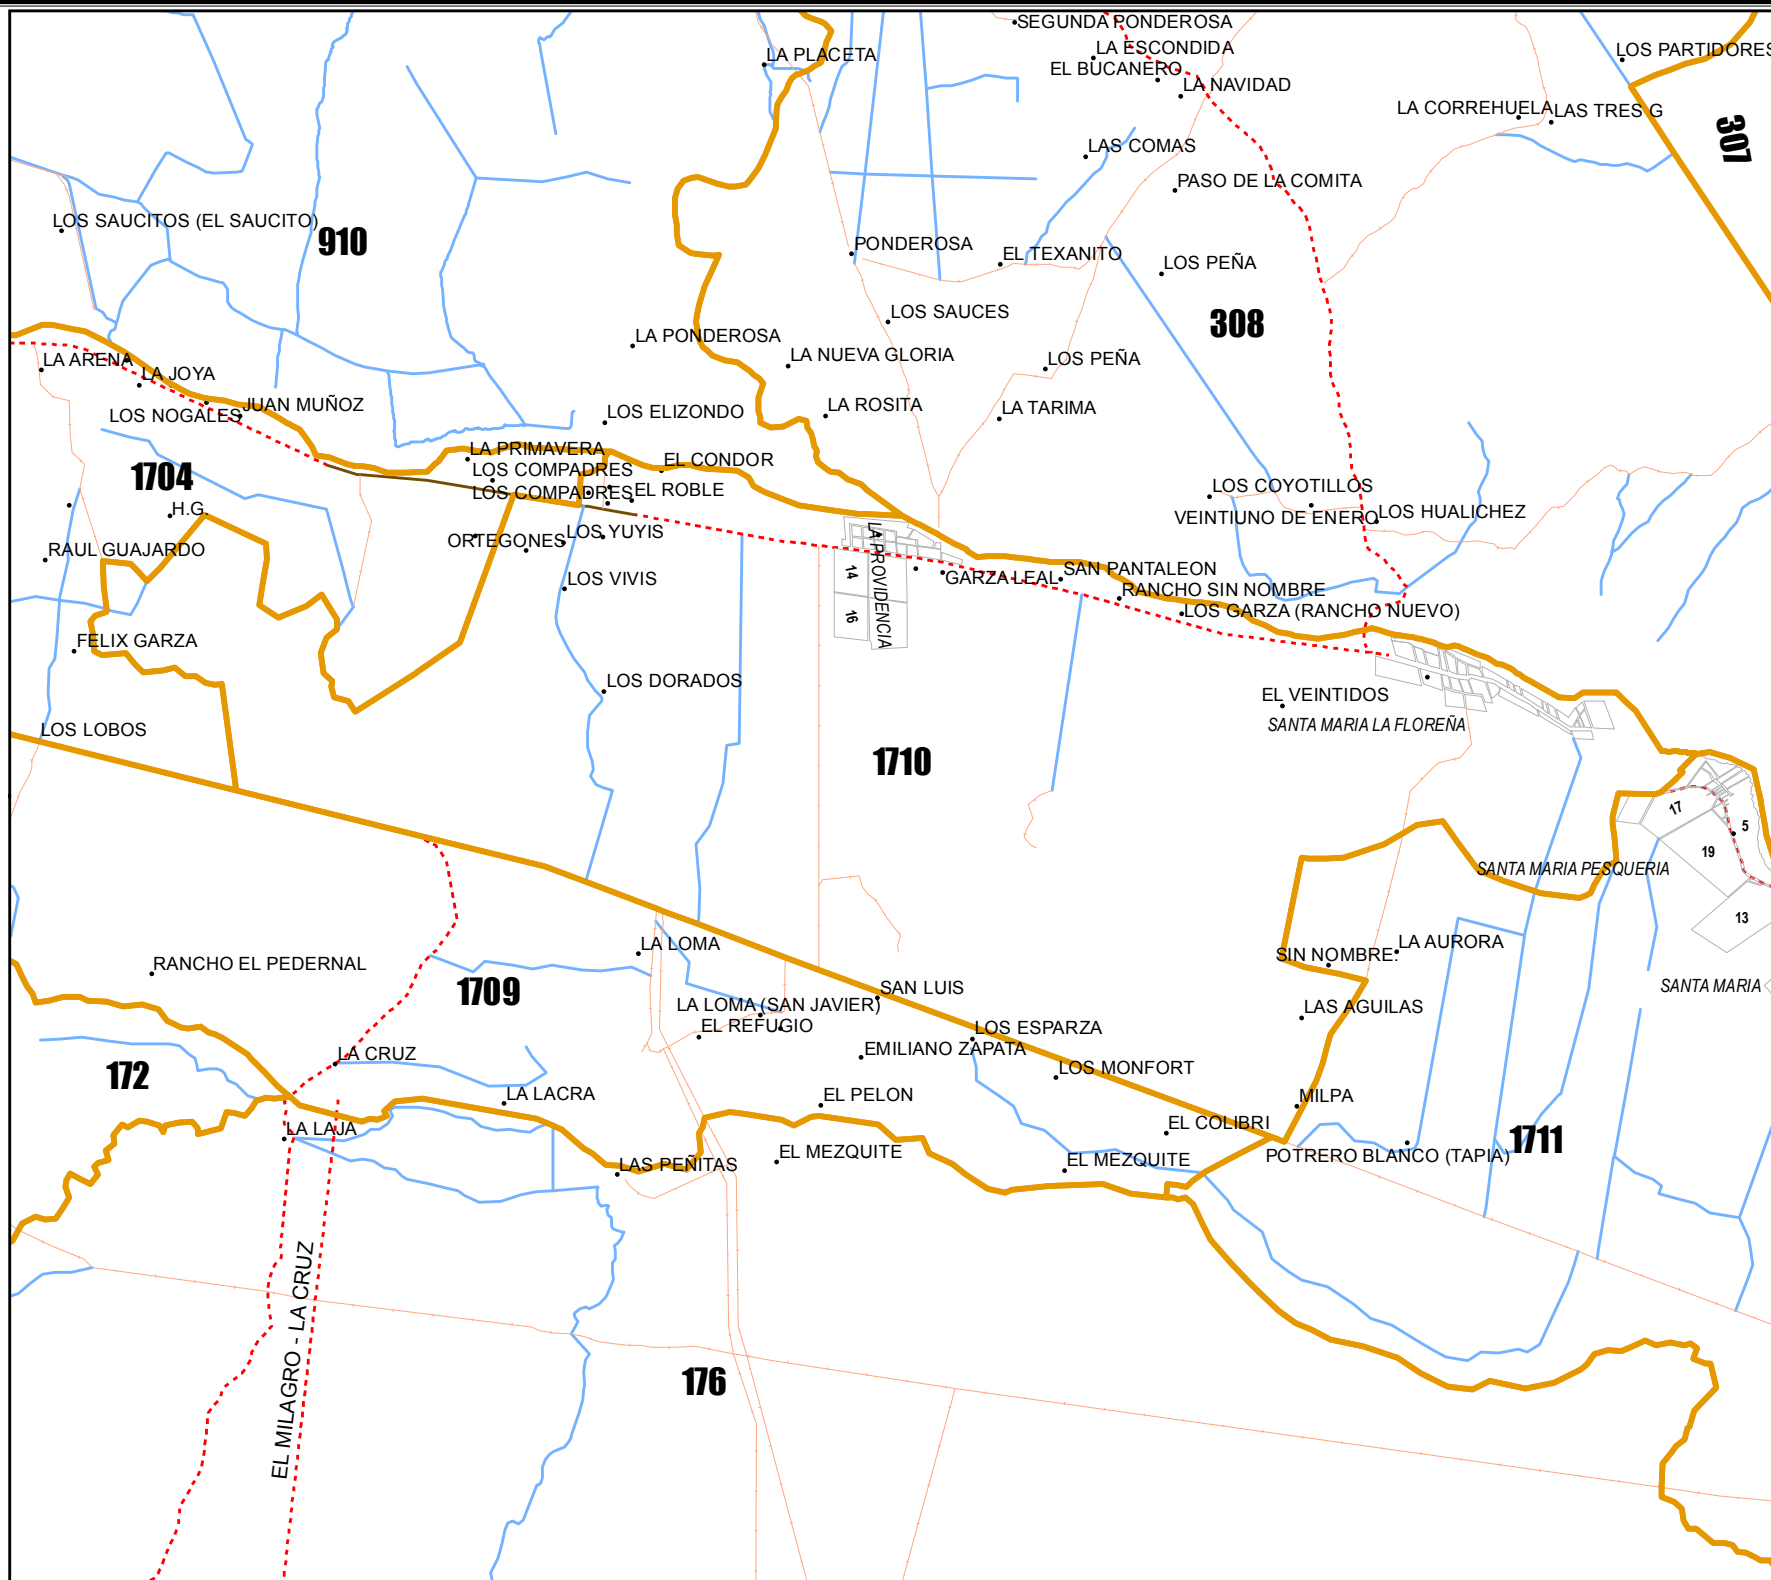 SEGUNDA PONDEROSA
LA ESCONDIDA
LOS PARTIDORES
LA PLACETA
EL BUCANERO
LA NAVIDAD
LA CORREHUELA
LAS TRES G
307
LAS COMAS
PASO DE LA COMITA
LOS SAUCITOS (EL SAUCITO)
910
PONDEROSA
EL TEXANITO
LOS PEÑA
LOS SAUCES
308
LA PONDEROSA
LA NUEVA GLORIA
LOS PEÑA
LA ARENA
LA JOYA
LOS NOGALES
JUAN MUÑOZ
LOS ELIZONDO
LA ROSITA
LA TARIMA
LA PRIMAVERA
EL CONDOR
1704
LOS COMPADRES
LOS COMPADRES
EL ROBLE
LOS COYOTILLOS
H.G.
VEINTIUNO DE ENERO
LOS HUALICHEZ
RAUL GUAJARDO
ORTEGONES
LOS YUYIS
LA PROVIDENCIA
14
16
LOS VIVIS
GARZA LEAL
SAN PANTALEON
RANCHO SIN NOMBRE
LOS GARZA (RANCHO NUEVO)
FELIX GARZA
LOS DORADOS
EL VEINTIDOS
SANTA MARIA LA FLOREÑA
LOS LOBOS
1710
17
5
19
SANTA MARIA PESQUERIA
13
LA LOMA
SIN NOMBRE
LA AURORA
RANCHO EL PEDERNAL
1709
SAN LUIS
SANTA MARIA
LA LOMA (SAN JAVIER)
EL REFUGIO
LAS AGUILAS
LOS ESPARZA
EMILIANO ZAPATA
LA CRUZ
172
LOS MONFORT
LA LACRA
EL PELON
MILPA
LA LAJA
EL COLIBRI
1711
LAS PEÑITAS
EL MEZQUITE
EL MEZQUITE
POTRERO BLANCO (TAPIA)
EL MILAGRO - LA CRUZ
176